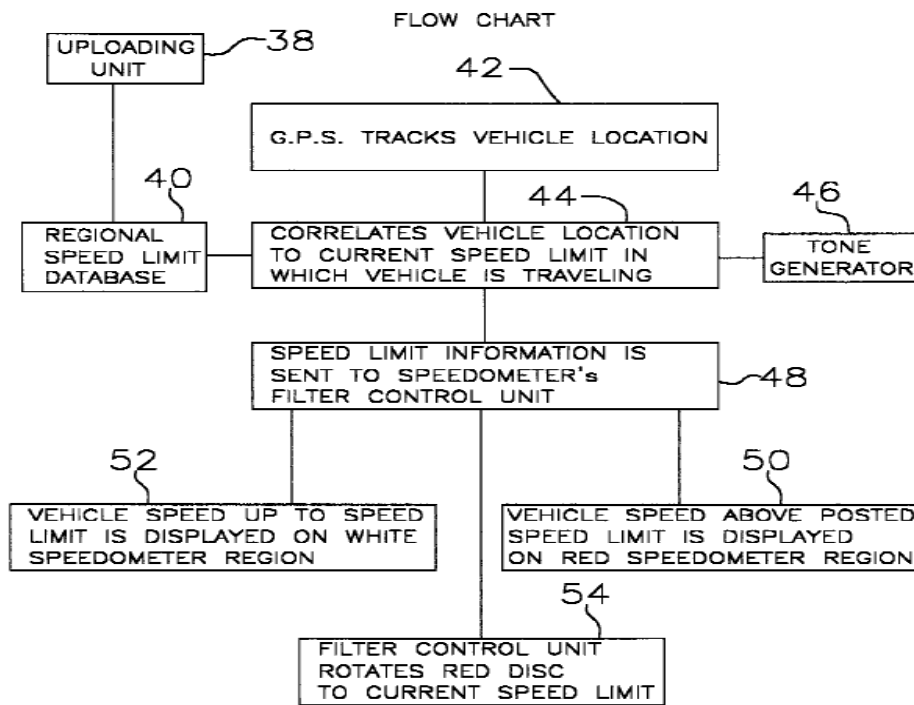 FLOW CHART
UPLOADING
UNIT
38
42
G.P.S. TRACKS VEHICLE LOCATION
40
REGIONAL
SPEED LIMIT
DATABASE
44
CORRELATES VEHICLE LOCATION
TO CURRENT SPEED LIMIT IN
WHICH VEHICLE IS TRAVELING
46
TONE
GENERATOR
SPEED LIMIT INFORMATION IS
SENT TO SPEEDOMETER's
FILTER CONTROL UNIT
48
52
VEHICLE SPEED UP TO SPEED
LIMIT IS DISPLAYED ON WHITE
SPEEDOMETER REGION
50
VEHICLE SPEED ABOVE POSTED
SPEED LIMIT IS DISPLAYED
ON RED SPEEDOMETER REGION
54
FILTER CONTROL UNIT
ROTATES RED DISC
TO CURRENT SPEED LIMIT